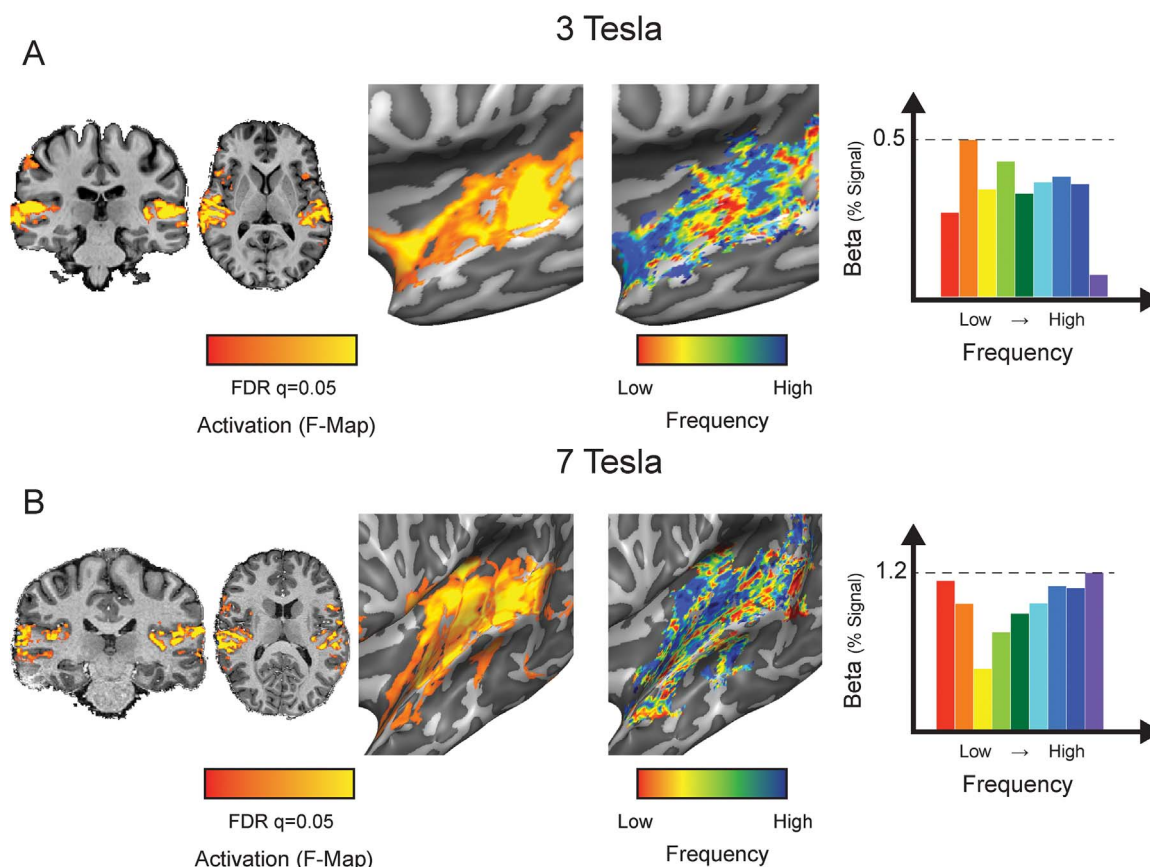 3 Tesla
A
0.5
Beta (% Signal)
Low → High
Frequency
FDR q=0.05
Activation (F-Map)
Low High
Frequency
7 Tesla
B
1.2
Beta (% Signal)
Low → High
Frequency
FDR q=0.05
Activation (F-Map)
Low High
Frequency